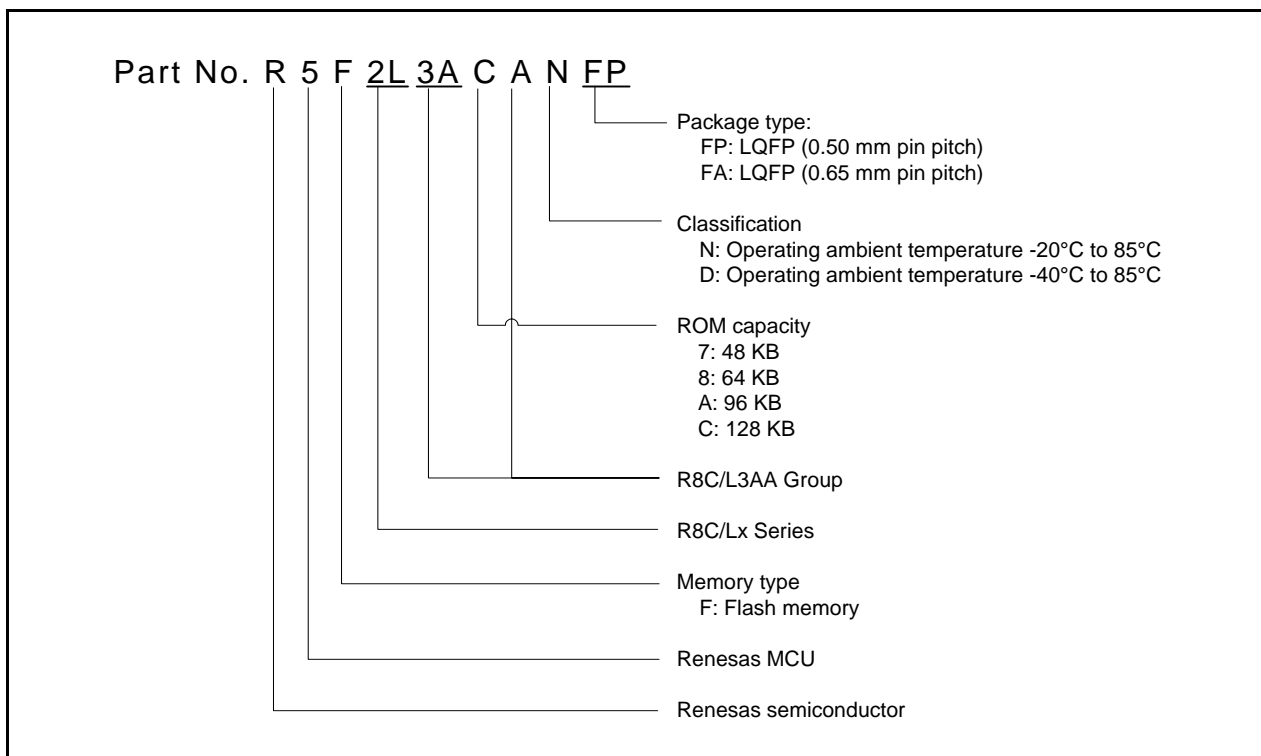 Part No. R 5 F 2L 3A C A N FP
Package type:
FP: LQFP (0.50 mm pin pitch)
FA: LQFP (0.65 mm pin pitch)
Classification
N: Operating ambient temperature -20°C to 85°C
D: Operating ambient temperature -40°C to 85°C
ROM capacity
7: 48 KB
8: 64 KB
A: 96 KB
C: 128 KB
R8C/L3AA Group
R8C/Lx Series
Memory type
F: Flash memory
Renesas MCU
Renesas semiconductor